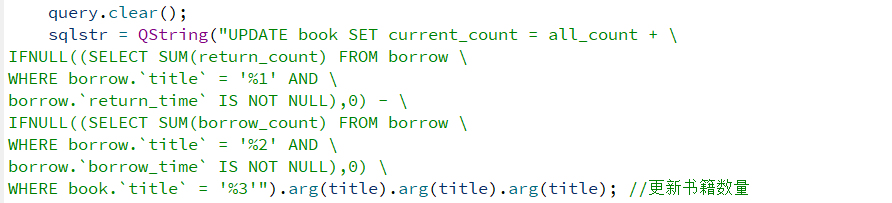 query.clear();
sqlstr = QString("UPDATE book SET current_count = all_count + \
IFNULL((SELECT SUM(return_count) FROM borrow \
WHERE borrow.`title` = '%1' AND \
borrow.`return_time` IS NOT NULL),0) - \
IFNULL((SELECT SUM(borrow_count) FROM borrow \
WHERE borrow.`title` = '%2' AND \
borrow.`borrow_time` IS NOT NULL),0) \
WHERE book.`title` = '%3'").arg(title).arg(title).arg(title); //更新书籍数量